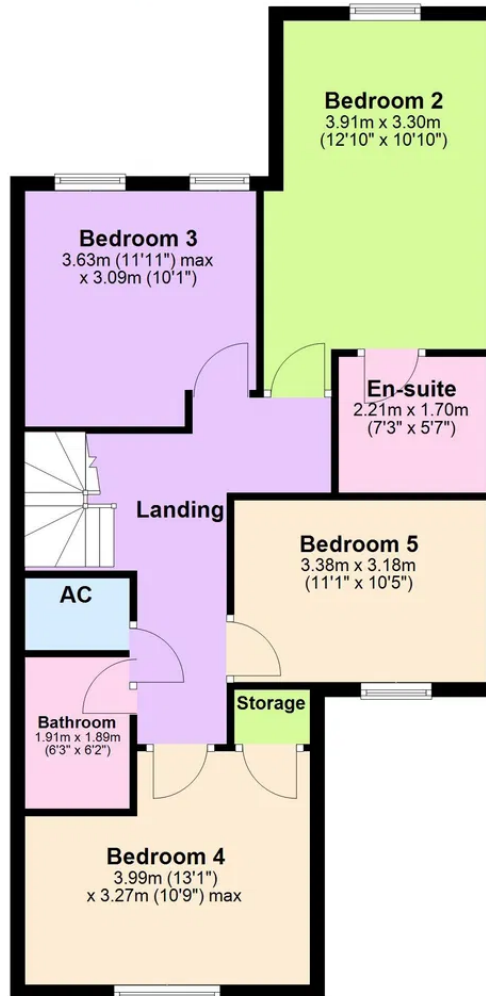 Bedroom 2
3.91m x 3.30m
(12'10" x 10'10")
Bedroom 3
3.63m (11'11") max
x 3.09m (10'1")
En-suite
2.21m x 1.70m
(7'3" x 5'7")
Landing
Bedroom 5
3.38m x 3.18m
(11'1" x 10'5")
AC
Storage
Bathroom
1.91m x 1.89m
(6'3" x 6'2")
Bedroom 4
3.99m (13'1")
x 3.27m (10'9") max